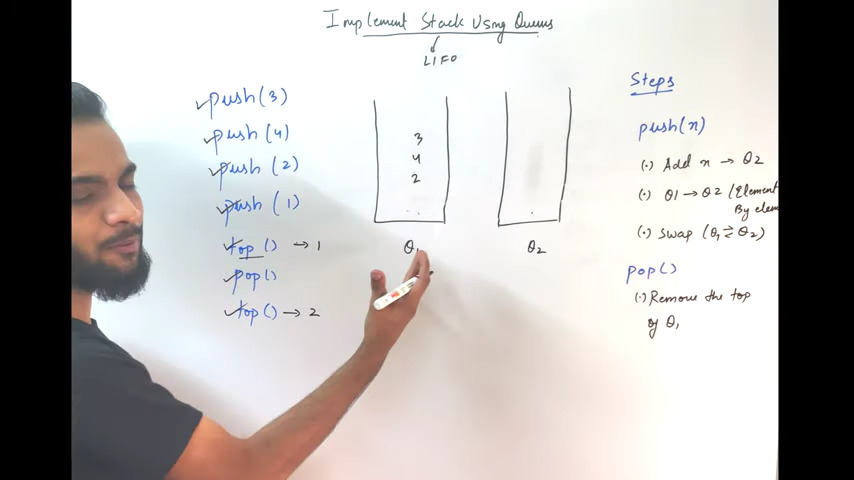 Implement Stack Using Queues
LIFO
push(3)
push(4)
push(2)
push(1)
top() → 1
pop()
top() → 2
3
4
2
Q1
Q2
Steps
push(x)
(·) Add x → Q2
(·) Q1 → Q2 (Element
By elem
(·) Swap (Q1 ⇄ Q2)
pop()
(·) Remove the top
of Q1